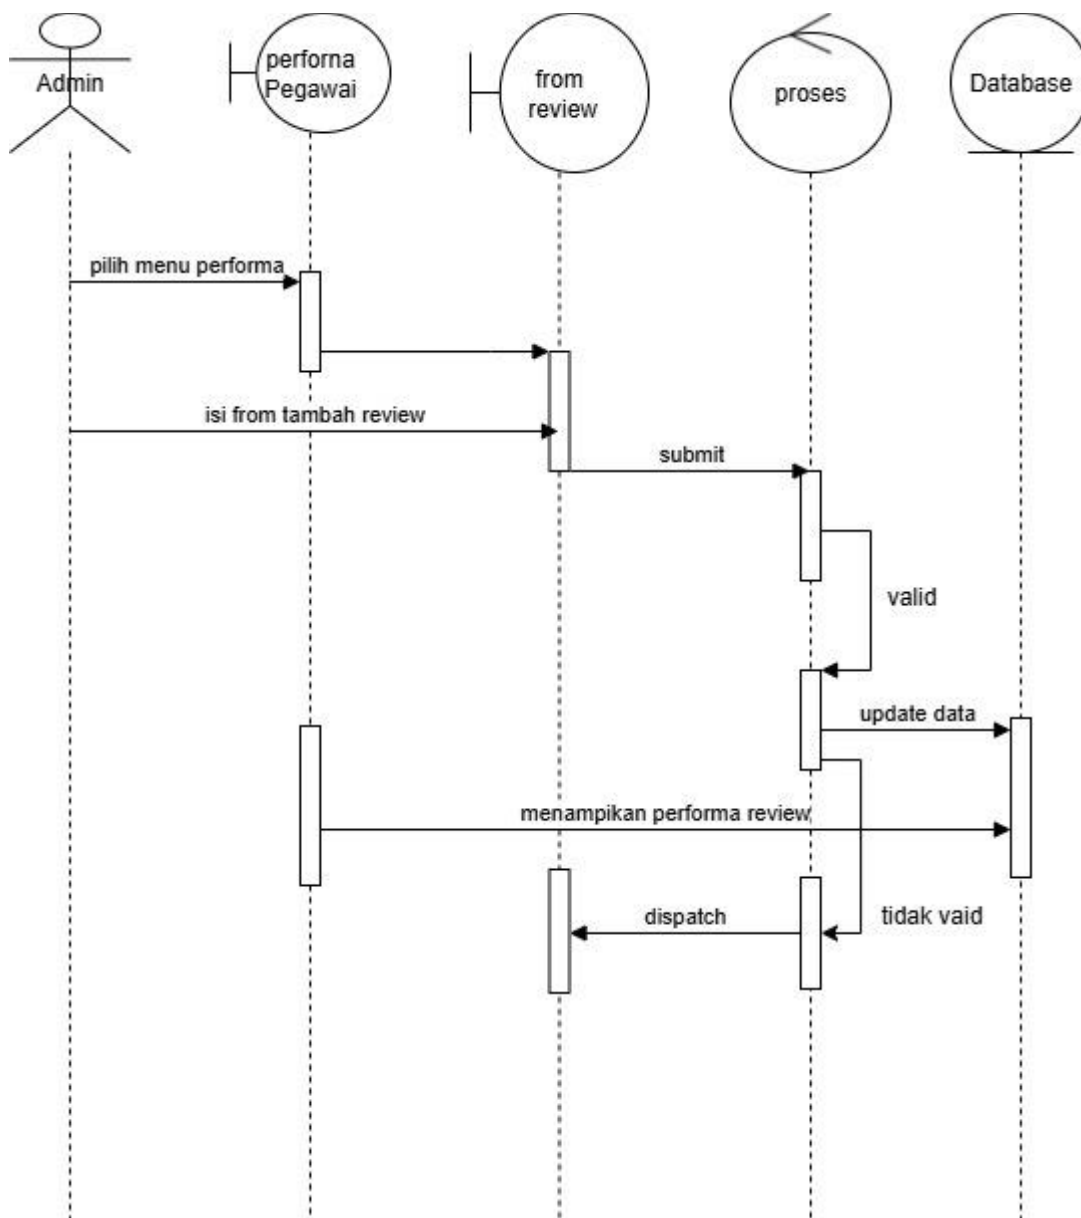 Admin
perforna
Pegawai
from
review
proses
Database
pilih menu performa
isi from tambah review
submit
valid
update data
menampikan performa review
dispatch
tidak vaid